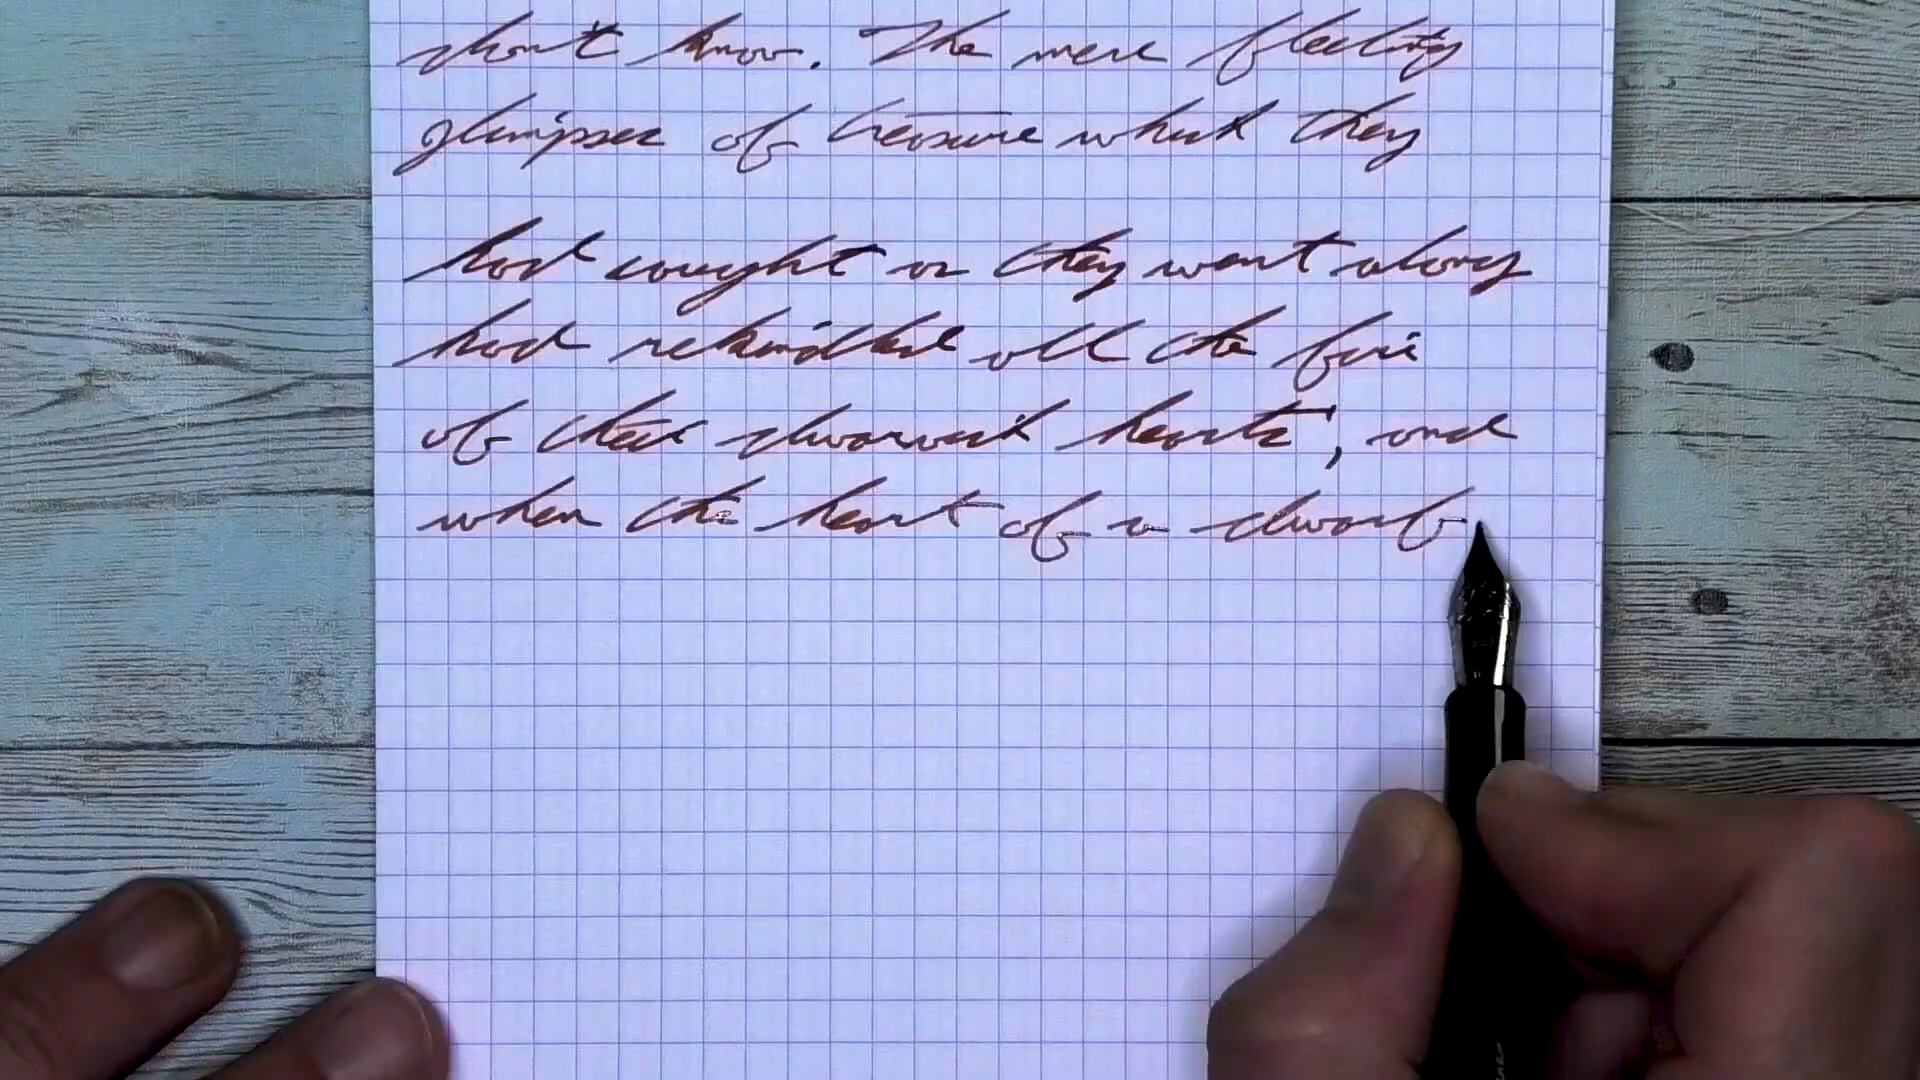 don't know. The mere fleeting
glimpses of treasure which they
had caught as they went along
had rekindled all the fire
of their dwarvish hearts; and
when the heart of a dwarf